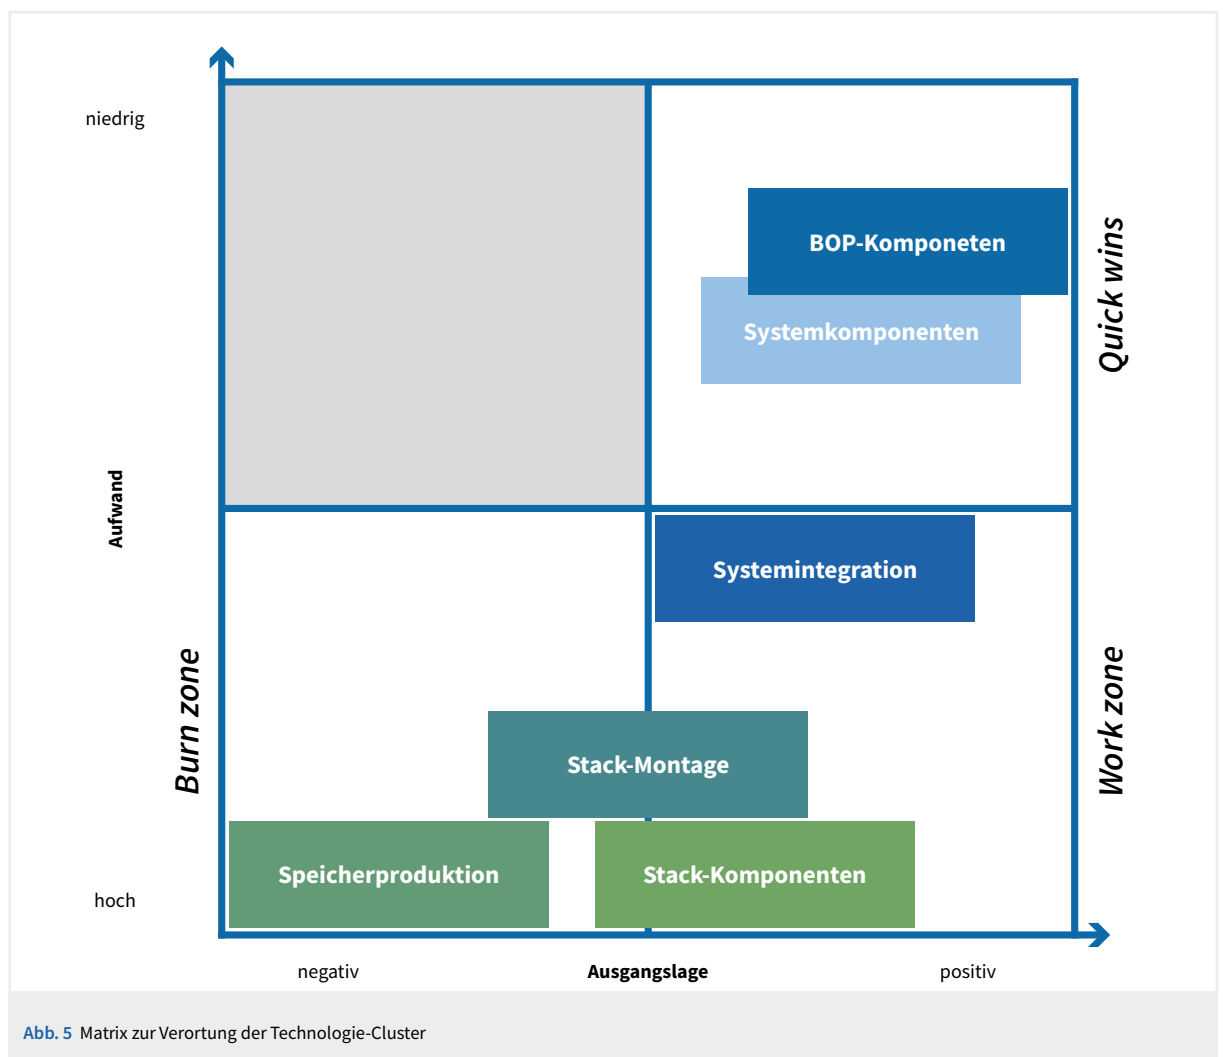 niedrig
BOP-Komponeten
Quick wins
Systemkomponenten
Aufwand
Systemintegration
Burn zone
Work zone
Stack-Montage
Speicherproduktion
Stack-Komponenten
hoch
negativ
Ausgangslage
positiv
Abb. 5 Matrix zur Verortung der Technologie-Cluster